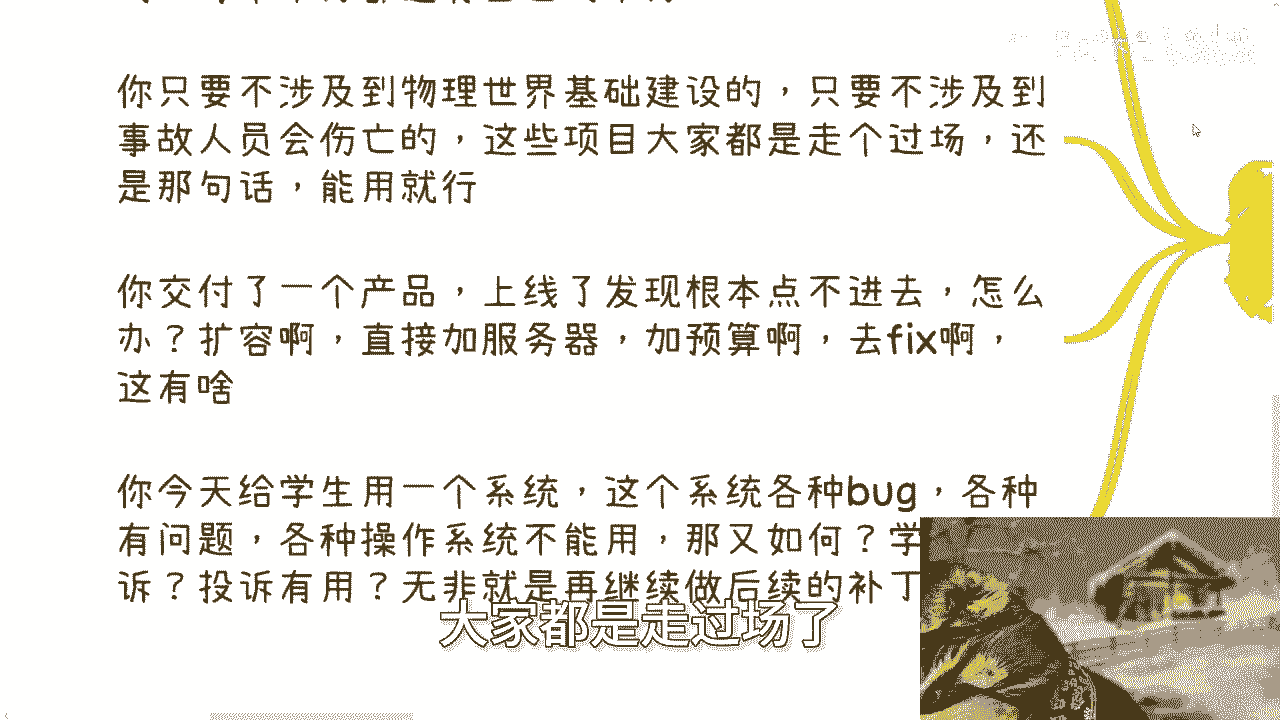 你只要不涉及到物理世界基础建设的，只要不涉及到
事故人员会伤亡的，这些项目大家都是走个过场，还
是那句话，能用就行
你交付了一个产品，上线了发现根本点不进去，怎么
办？扩容啊，直接加服务器，加预算啊，去fix啊，
这有啥
你今天给学生用一个系统，这个系统各种bug，各种
有问题，各种操作系统不能用，那又如何？学
诉？投诉有用？无非就是再继续做后续的补丁
大家都是走过场了